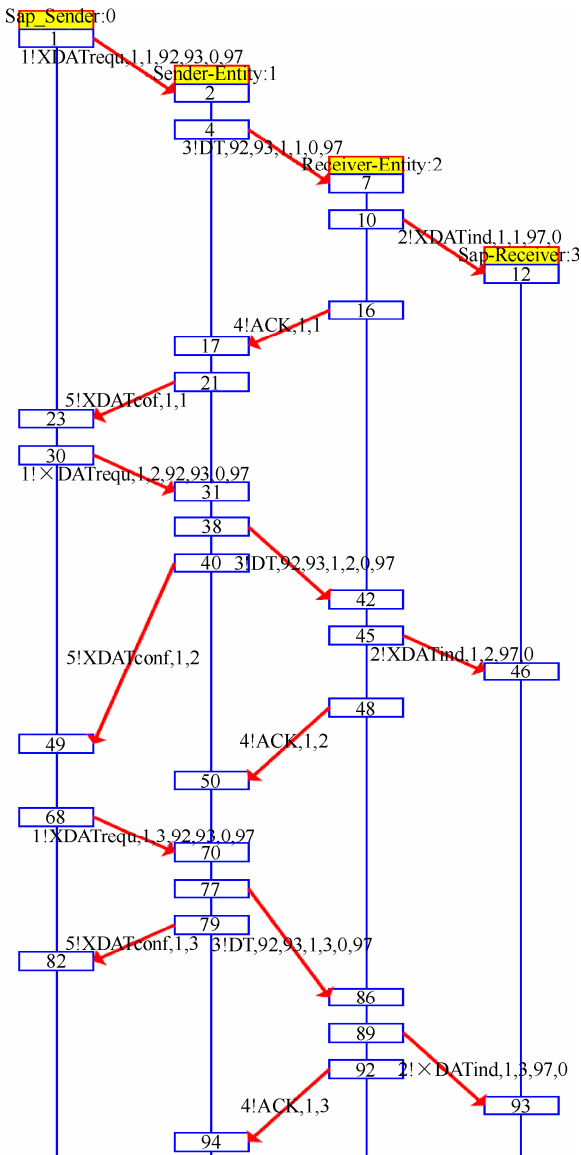 Sap_Sender:0
1
1!XDATrequ,1,1,92,93,0,97
Sender-Entity:1
2
4
3!DT,92,93,1,1,0,97
Receiver-Entity:2
7
10
2!XDATind,1,1,97,0
Sap-Receiver:3
12
16
4!ACK,1,1
17
21
5!XDATcof,1,1
23
30
1!×DATrequ,1,2,92,93,0,97
31
38
40
3!DT,92,93,1,2,0,97
42
45
2!XDATind,1,2,97,0
46
5!XDATconf,1,2
48
49
4!ACK,1,2
50
68
1!XDATrequ,1,3,92,93,0,97
70
77
79
5!XDATconf,1,3
3!DT,92,93,1,3,0,97
82
86
89
92
2!×DATind,1,3,97,0
93
4!ACK,1,3
94